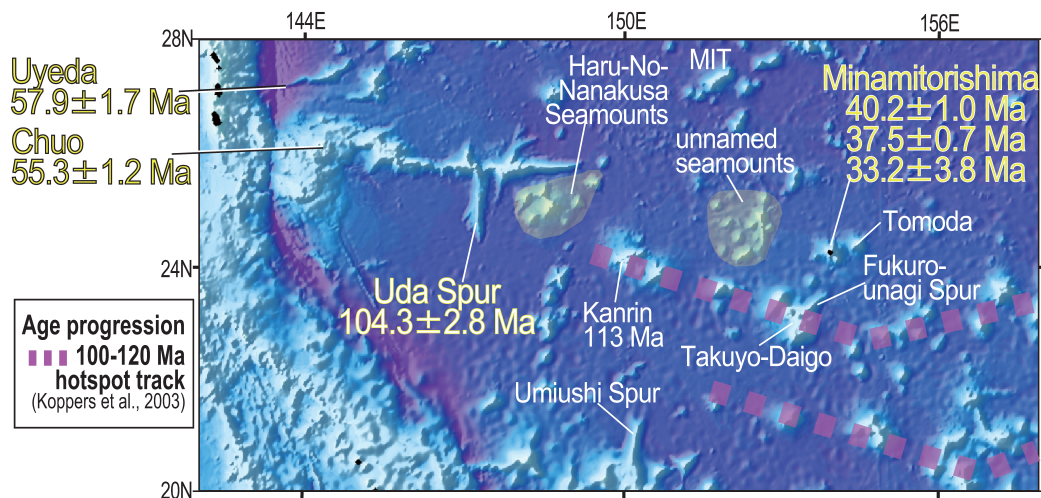 144E
150E
156E
28N
Uyeda
57.9±1.7 Ma
Chuo
55.3±1.2 Ma
Haru-No-
Nanakusa
Seamounts
MIT
unnamed
seamounts
Minamitorishima
40.2±1.0 Ma
37.5±0.7 Ma
33.2±3.8 Ma
Tomoda
Fukuro-
unagi Spur
24N
Uda Spur
104.3±2.8 Ma
Kanrin
113 Ma
Takuyo-Daigo
Umiushi Spur
Age progression
100-120 Ma
hotspot track
(Koppers et al., 2003)
20N